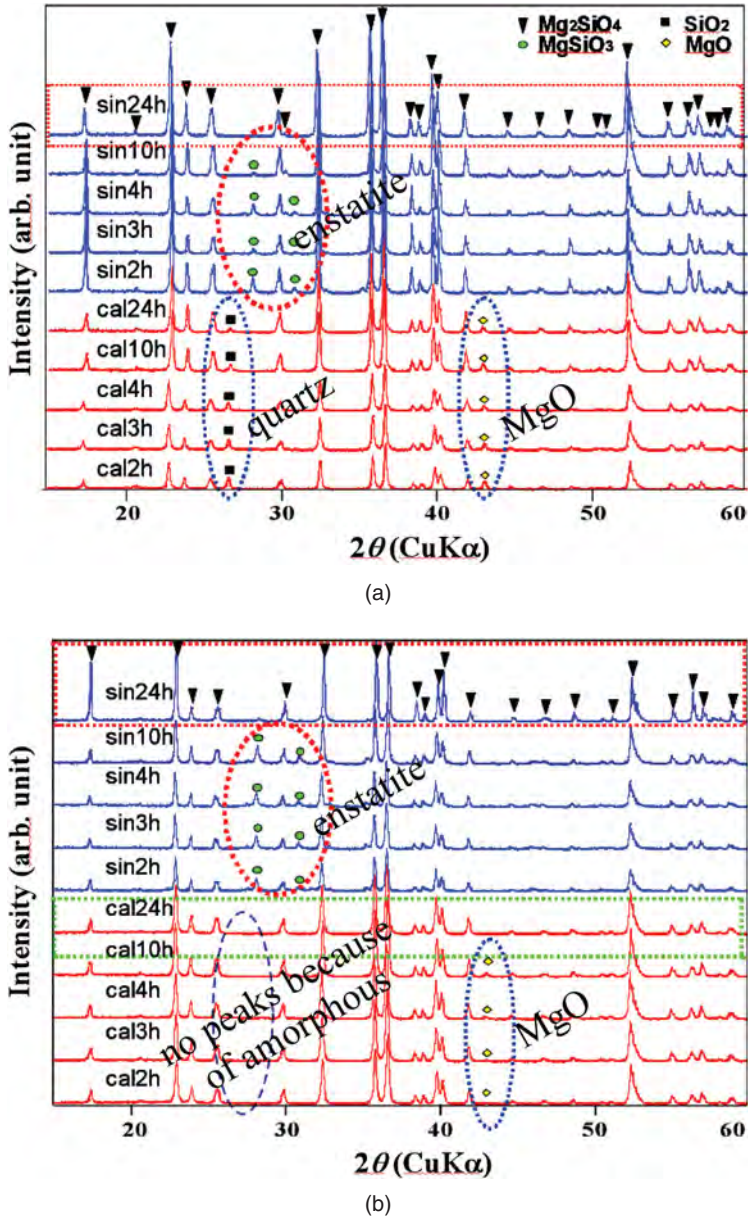 Mg₂SiO₄ SiO₂
MgSiO₃ MgO
sin24h
sin10h
sin4h
sin3h
sin2h
cal24h
cal10h
cal4h
cal3h
cal2h
enstatite
quartz
MgO
Intensity (arb. unit)
20 30 40 50 60
2θ (CuKα)
(a)
sin24h
sin10h
sin4h
sin3h
sin2h
cal24h
cal10h
cal4h
cal3h
cal2h
enstatite
no peaks because
of amorphous
MgO
Intensity (arb. unit)
20 30 40 50 60
2θ (CuKα)
(b)